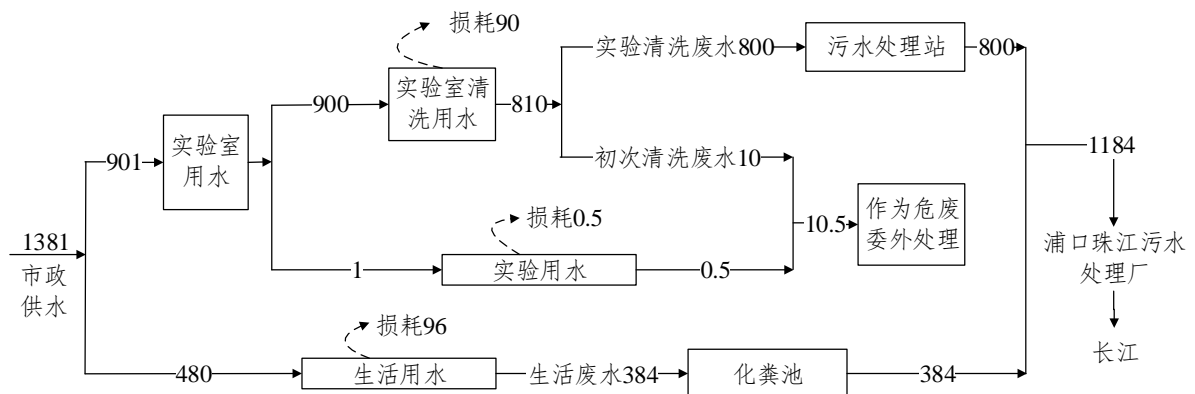 损耗90
实验清洗废水800
污水处理站
800
900
实验室清
洗用水
810
901
实验室
用水
初次清洗废水10
1184
1381
市政
供水
损耗0.5
10.5
作为危废
委外处理
1
实验用水
0.5
浦口珠江污水
处理厂
损耗96
长江
480
生活用水
生活废水384
化粪池
384